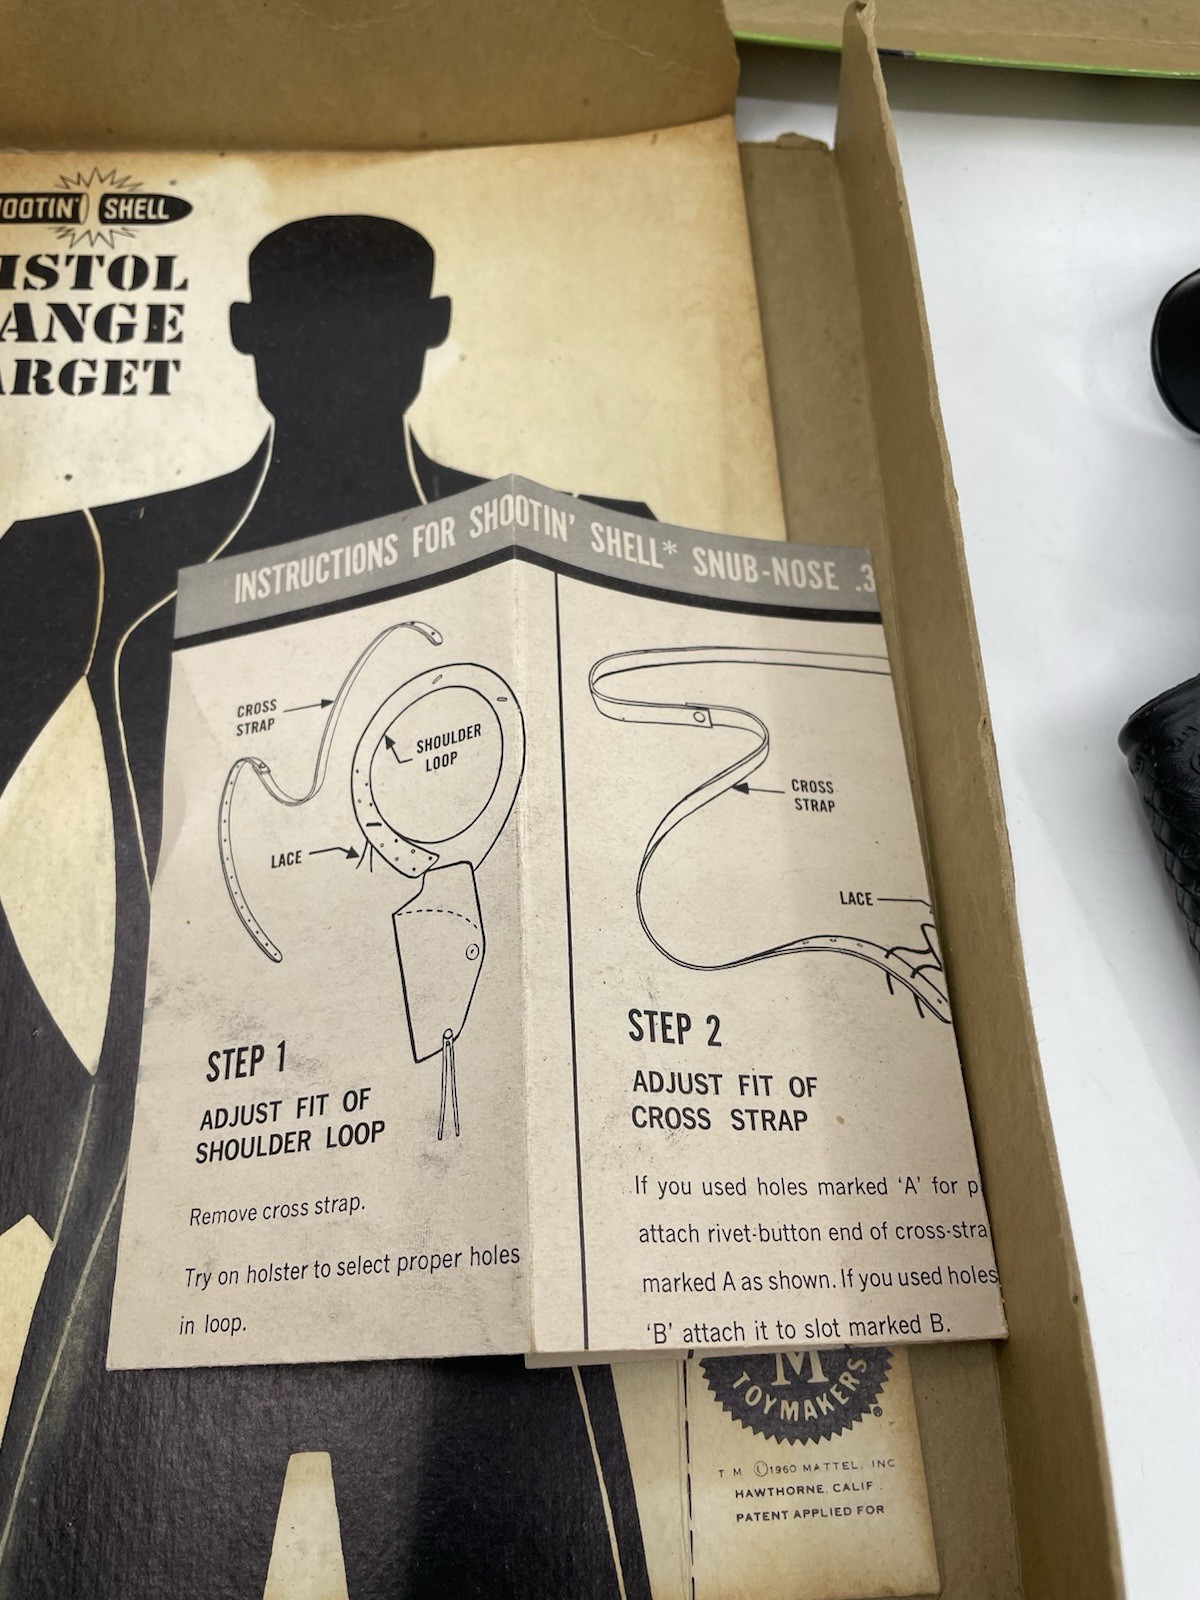 OOTIN' SHELL
ISTOL
ANGE
ARGET
INSTRUCTIONS FOR SHOOTIN' SHELL* SNUB-NOSE .3
CROSS
STRAP
SHOULDER
LOOP
LACE
STEP 1
ADJUST FIT OF
SHOULDER LOOP
Remove cross strap.
Try on holster to select proper holes
in loop.
CROSS
STRAP
LACE
STEP 2
ADJUST FIT OF
CROSS STRAP
If you used holes marked 'A' for p
attach rivet-button end of cross-stra
marked A as shown. If you used holes
'B' attach it to slot marked B.
M
TOYMAKERS
®
T M ©1960 MATTEL, INC
HAWTHORNE, CALIF.
PATENT APPLIED FOR